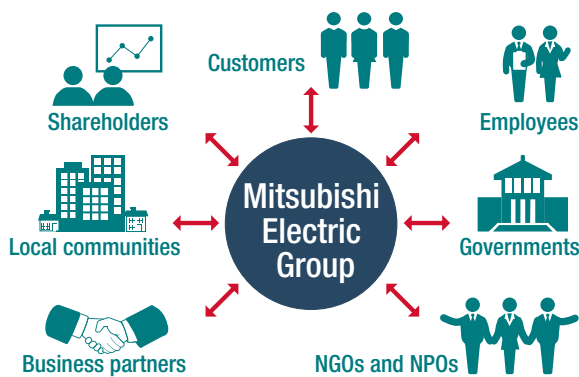 Customers
Shareholders
Employees
Mitsubishi
Electric
Group
Local communities
Governments
Business partners
NGOs and NPOs